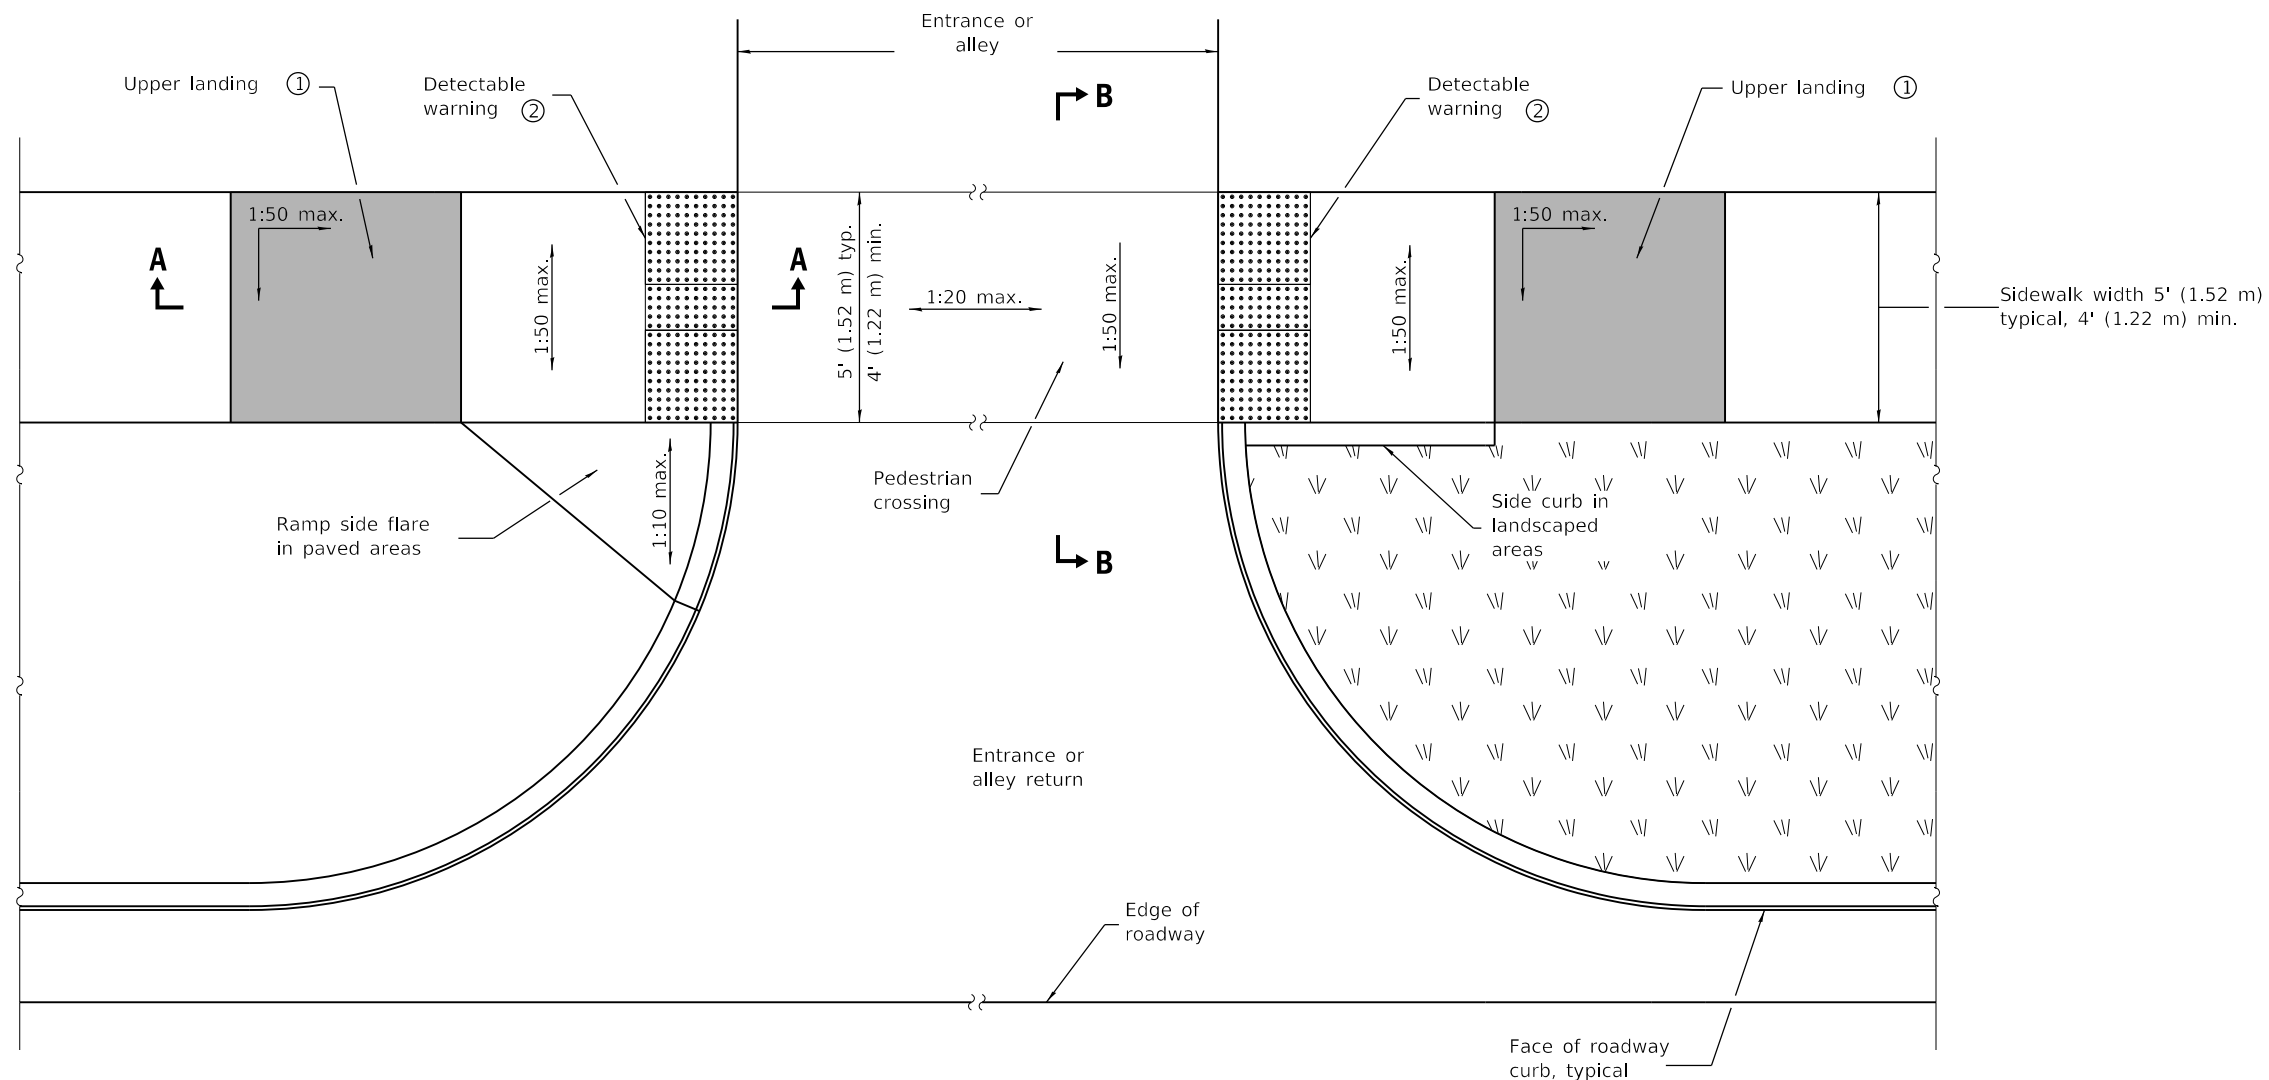 Entrance or
alley
Upper landing ①
Detectable
warning ②
B
Detectable
warning ②
Upper landing ①
1:50 max.
1:50 max.
A
A
1:50 max.
5' (1.52 m) typ.
4' (1.22 m) min.
1:20 max.
1:50 max.
1:50 max.
Sidewalk width 5' (1.52 m)
typical, 4' (1.22 m) min.
1:10 max.
Pedestrian
crossing
Side curb in
landscaped
areas
Ramp side flare
in paved areas
B
Entrance or
alley return
Edge of
roadway
Face of roadway
curb, typical